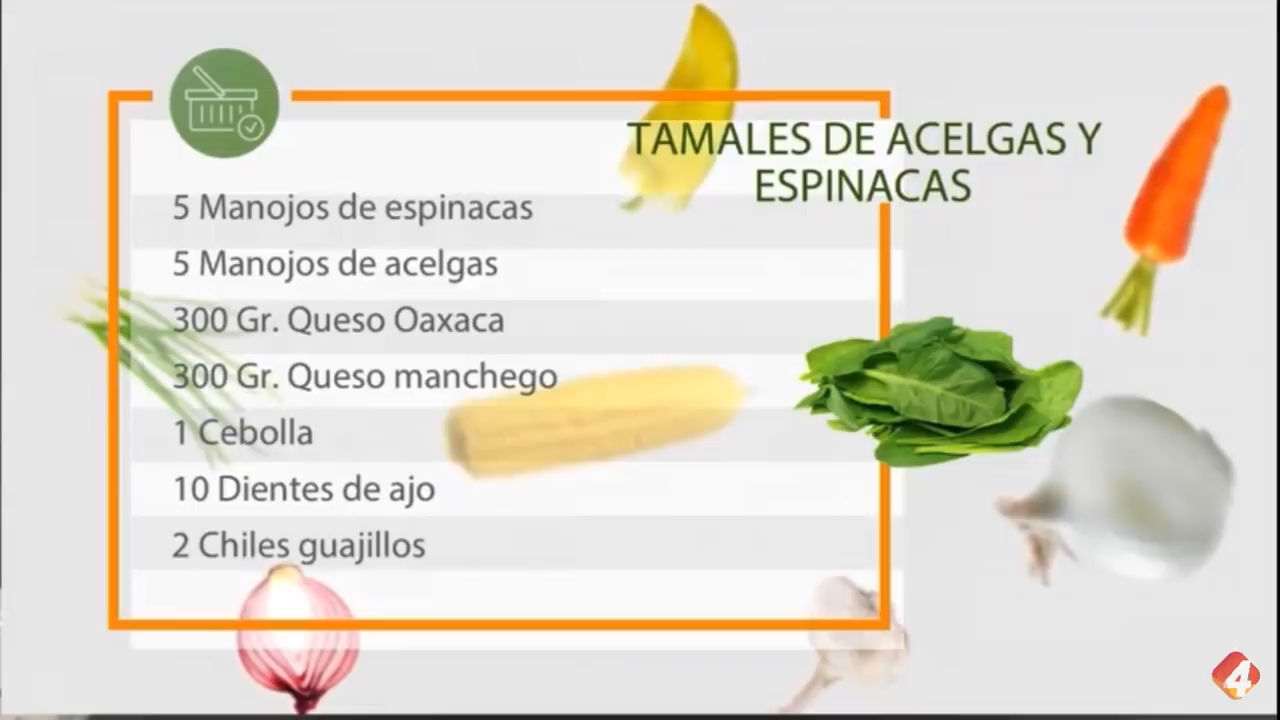 TAMALES DE ACELGAS Y
ESPINACAS
5 Manojos de espinacas
5 Manojos de acelgas
300 Gr. Queso Oaxaca
300 Gr. Queso manchego
1 Cebolla
10 Dientes de ajo
2 Chiles guajillos
4